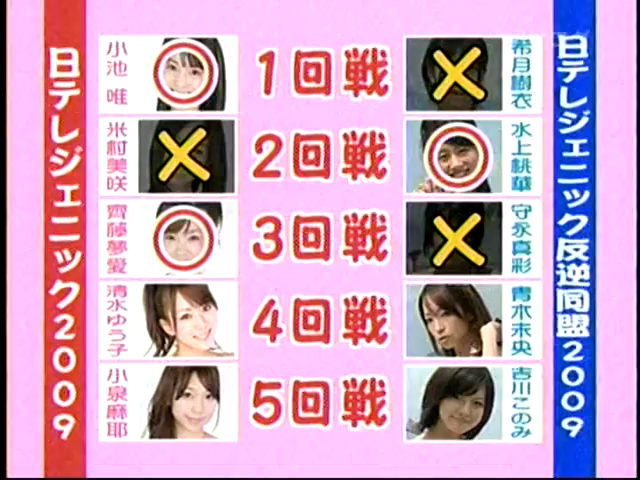 日テレジェニック2009
小池 唯
1回戦
希月樹衣
米村美咲
2回戦
水上桃華
齊藤夢愛
3回戦
守永真彩
清水ゆう子
4回戦
青木未央
小泉麻耶
5回戦
吉川このみ
日テレジェニック反逆同盟2009